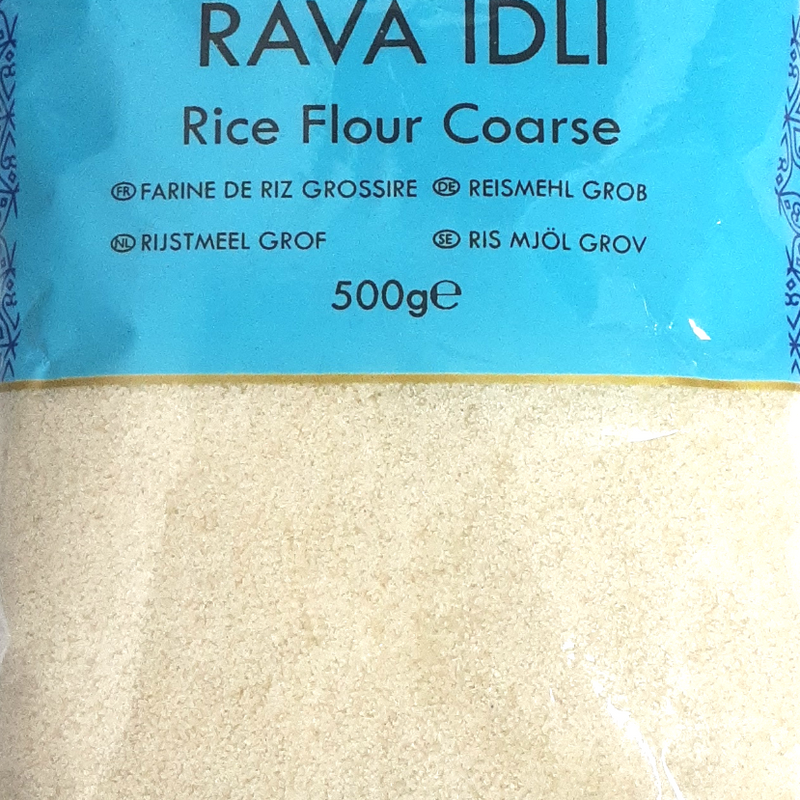 RAVA IDLI
Rice Flour Coarse
FR FARINE DE RIZ GROSSIRE DE REISMEHL GROB
NL RIJSTMEEL GROF SE RIS MJÖL GROV
500g℮